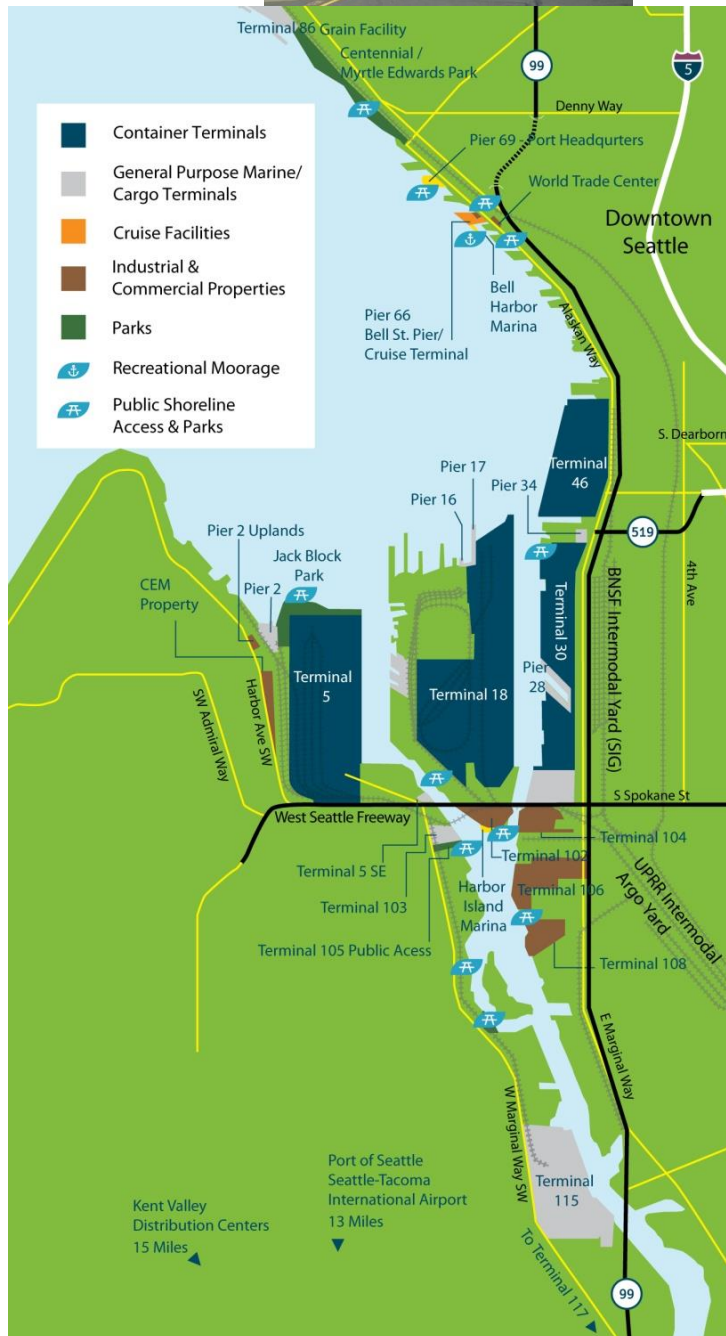 Terminal 86 Grain Facility
Centennial /
Myrtle Edwards Park
99
5
Denny Way
Container Terminals
General Purpose Marine/
Cargo Terminals
Cruise Facilities
Industrial &
Commercial Properties
Parks
Recreational Moorage
Public Shoreline
Access & Parks
Pier 69 - Port Headqurters
World Trade Center
Downtown
Seattle
Pier 66
Bell St. Pier/
Cruise Terminal
Bell
Harbor
Marina
Alaskan Way
S. Dearborn
Terminal
46
Pier 17
Pier 16
Pier 34
519
4th Ave
Pier 2 Uplands
Jack Block
Park
Pier 2
CEM
Property
BNSF Intermodal Yard (SIG)
Terminal 30
Pier
28
Terminal
5
Terminal 18
Harbor Ave SW
SW Admiral Way
S Spokane St
West Seattle Freeway
Terminal 104
Terminal 102
Terminal 5 SE
Harbor
Island
Marina
Terminal 106
Terminal 103
UPRR Intermodal
Argo Yard
Terminal 105 Public Acess
Terminal 108
E Marginal Way
W Marginal Way SW
Terminal
115
Port of Seattle
Seattle-Tacoma
International Airport
13 Miles
Kent Valley
Distribution Centers
15 Miles
To Terminal 117
99